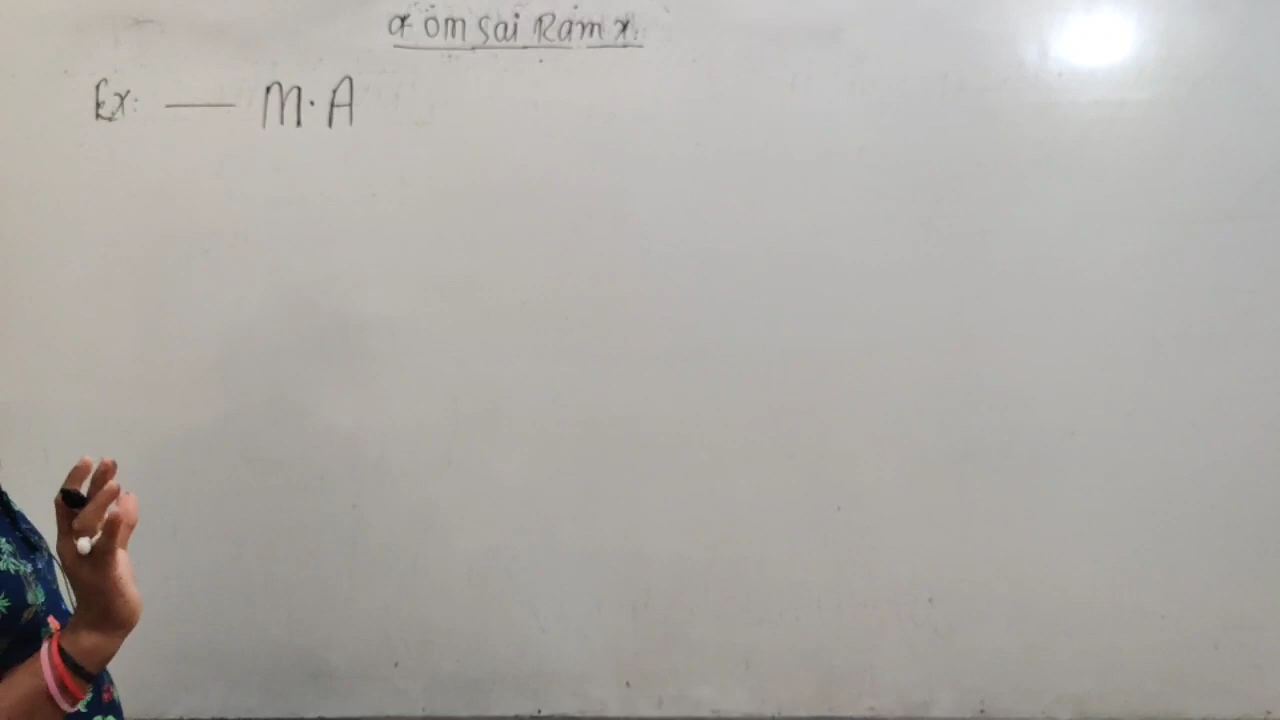 x om sai Ram x
Ex: — M.A